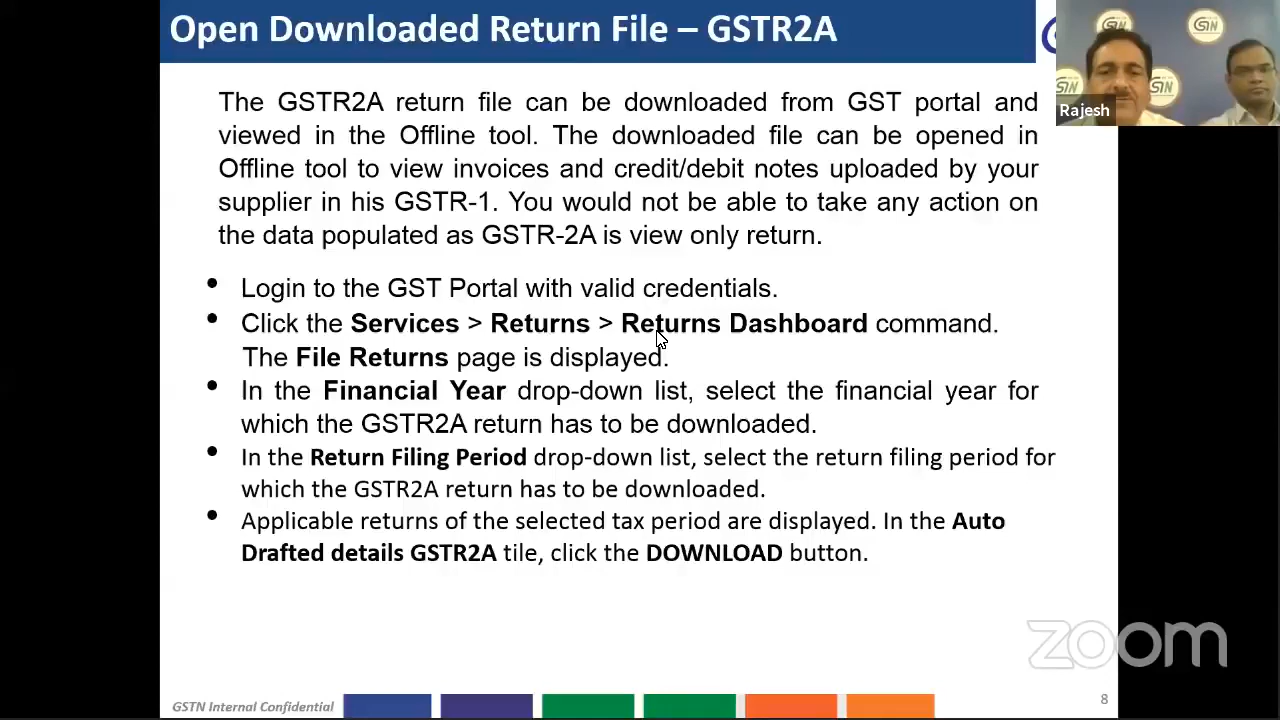 Open Downloaded Return File – GSTR2A
GSTN
GSTN
GSTN
GSTN
Rajesh
The GSTR2A return file can be downloaded from GST portal and
viewed in the Offline tool. The downloaded file can be opened in
Offline tool to view invoices and credit/debit notes uploaded by your
supplier in his GSTR-1. You would not be able to take any action on
the data populated as GSTR-2A is view only return.
• Login to the GST Portal with valid credentials.
• Click the Services > Returns > Returns Dashboard command.
The File Returns page is displayed.
• In the Financial Year drop-down list, select the financial year for
which the GSTR2A return has to be downloaded.
• In the Return Filing Period drop-down list, select the return filing period for
which the GSTR2A return has to be downloaded.
• Applicable returns of the selected tax period are displayed. In the Auto
Drafted details GSTR2A tile, click the DOWNLOAD button.
zoom
GSTN Internal Confidential
8